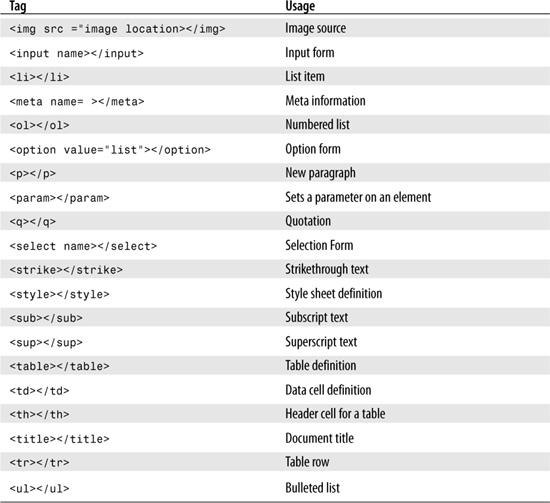 Tag Usage
<img src ="image location></img> Image source
<input name></input> Input form
<li></li> List item
<meta name= ></meta> Meta information
<ol></ol> Numbered list
<option value="list"></option> Option form
<p></p> New paragraph
<param></param> Sets a parameter on an element
<q></q> Quotation
<select name></select> Selection Form
<strike></strike> Strikethrough text
<style></style> Style sheet definition
<sub></sub> Subscript text
<sup></sup> Superscript text
<table></table> Table definition
<td></td> Data cell definition
<th></th> Header cell for a table
<title></title> Document title
<tr></tr> Table row
<ul></ul> Bulleted list